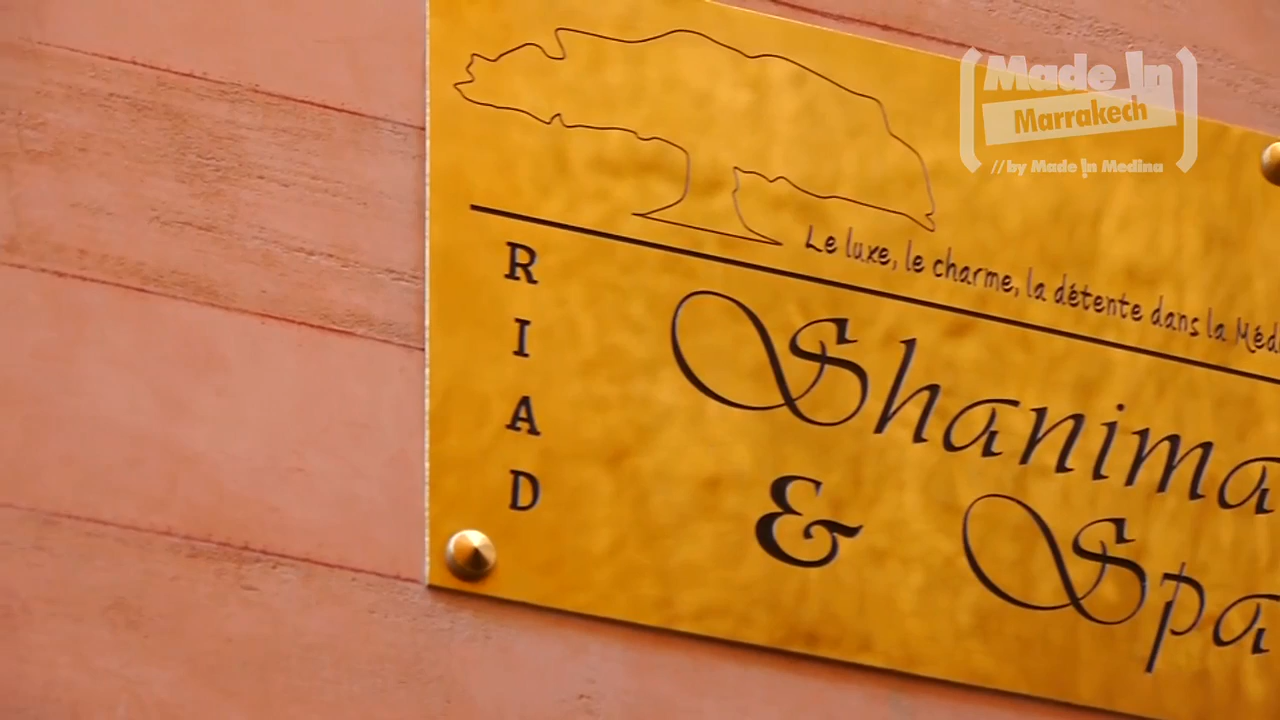 Made In
Marrakech
//by Made In Medina
Le luxe, le charme, la détente dans la Méd
RIAD
Shanima
& Spa